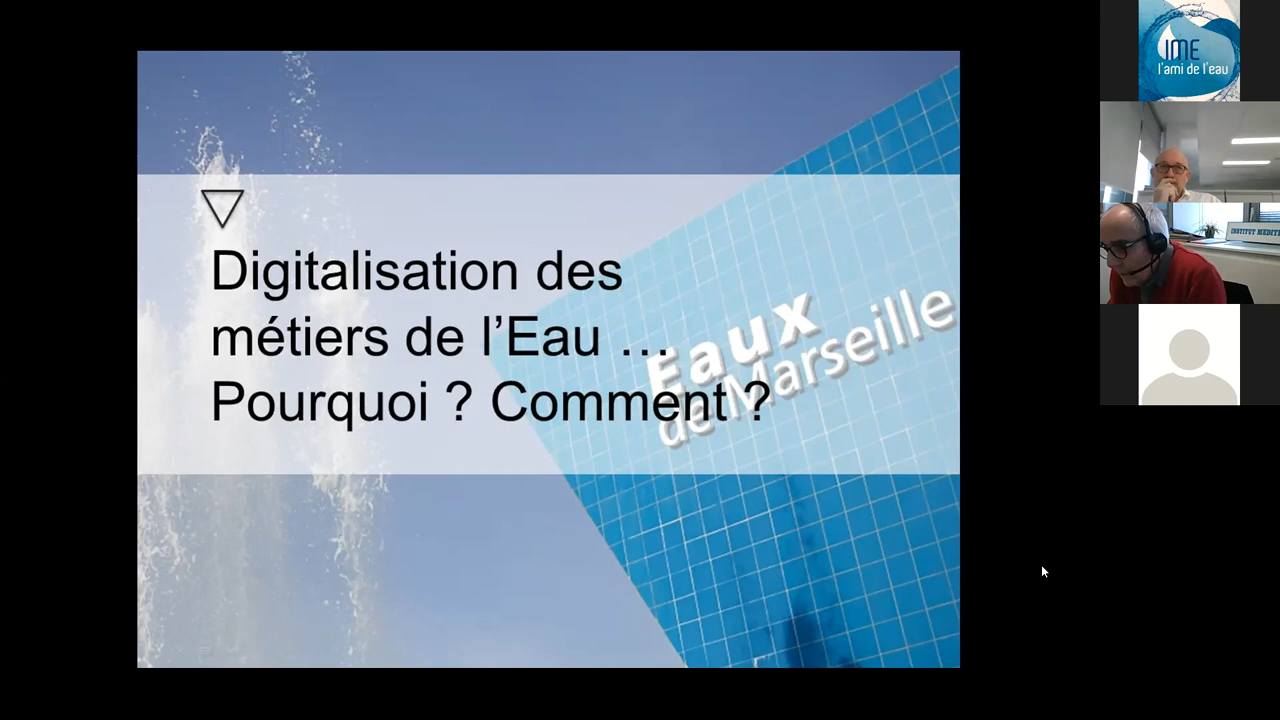 Digitalisation des
métiers de l’Eau …
Pourquoi ? Comment ?
Eaux
de Marseille
IME
l'ami de l'eau
INSTITUT MEDIT